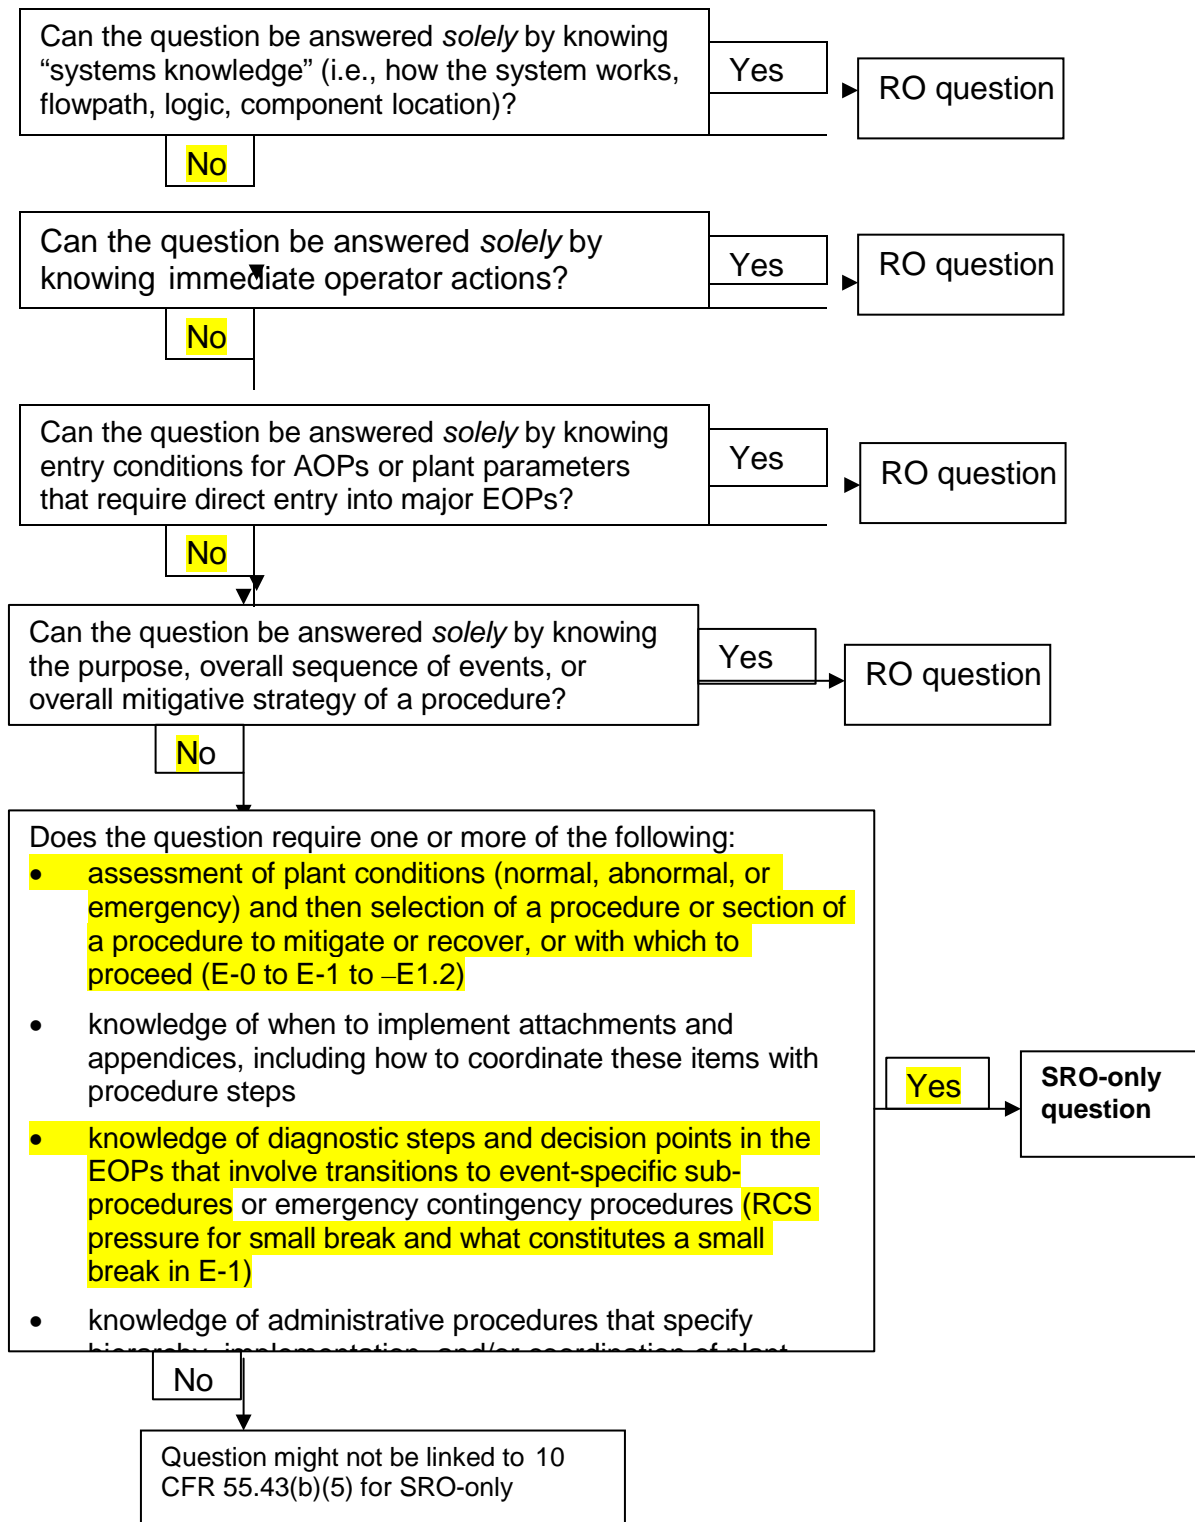 Can the question be answered solely by knowing
“systems knowledge” (i.e., how the system works,
flowpath, logic, component location)?
Yes
RO question
No
Can the question be answered solely by
knowing immediate operator actions?
Yes
RO question
No
Can the question be answered solely by knowing
entry conditions for AOPs or plant parameters
that require direct entry into major EOPs?
Yes
RO question
No
Can the question be answered solely by knowing
the purpose, overall sequence of events, or
overall mitigative strategy of a procedure?
Yes
RO question
No
Does the question require one or more of the following:
• assessment of plant conditions (normal, abnormal, or
emergency) and then selection of a procedure or section of
a procedure to mitigate or recover, or with which to
proceed (E-0 to E-1 to –E1.2)
• knowledge of when to implement attachments and
appendices, including how to coordinate these items with
procedure steps
• knowledge of diagnostic steps and decision points in the
EOPs that involve transitions to event-specific sub-
procedures or emergency contingency procedures (RCS
pressure for small break and what constitutes a small
break in E-1)
• knowledge of administrative procedures that specify
hierarchy, implementation, and/or coordination of plant
Yes
SRO-only
question
No
Question might not be linked to 10
CFR 55.43(b)(5) for SRO-only